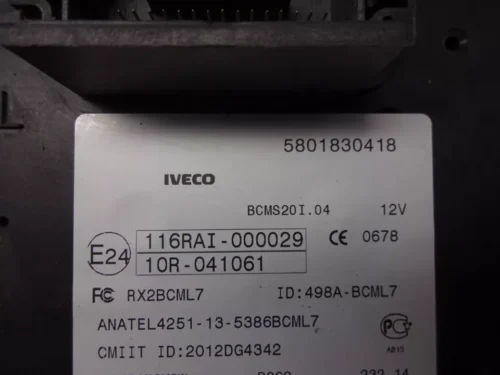 5801830418
IVECO
BCMS20I.04 12V
E24 116RAI-000029 CE 0678
10R-041061
FC RX2BCML7 ID:498A-BCML7
ANATEL4251-13-5386BCML7
CMIIT ID:2012DG4342